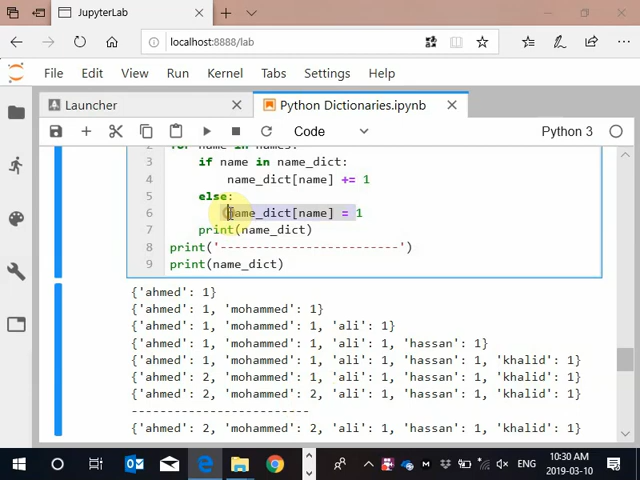 JupyterLab
localhost:8888/lab
File Edit View Run Kernel Tabs Settings Help
Launcher
Python Dictionaries.ipynb
Code
Python 3
2 for name in names:
3 if name in name_dict:
4 name_dict[name] += 1
5 else:
6 name_dict[name] = 1
7 print(name_dict)
8 print('-------------------------')
9 print(name_dict)
{'ahmed': 1}
{'ahmed': 1, 'mohammed': 1}
{'ahmed': 1, 'mohammed': 1, 'ali': 1}
{'ahmed': 1, 'mohammed': 1, 'ali': 1, 'hassan': 1}
{'ahmed': 1, 'mohammed': 1, 'ali': 1, 'hassan': 1, 'khalid': 1}
{'ahmed': 2, 'mohammed': 1, 'ali': 1, 'hassan': 1, 'khalid': 1}
{'ahmed': 2, 'mohammed': 2, 'ali': 1, 'hassan': 1, 'khalid': 1}
-------------------------
{'ahmed': 2, 'mohammed': 2, 'ali': 1, 'hassan': 1, 'khalid': 1}
ENG
10:30 AM
2019-03-10